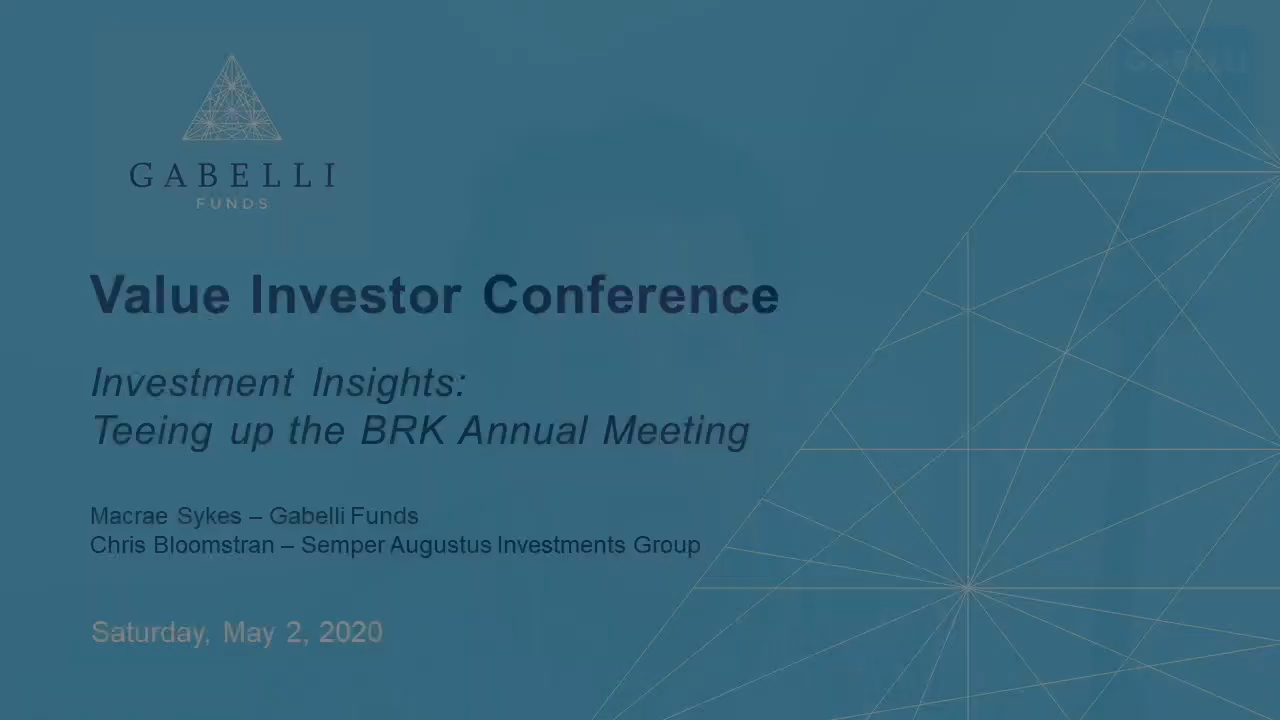 GABELLI
FUNDS
GABELLI
Value Investor Conference
Investment Insights:
Teeing up the BRK Annual Meeting
Macrae Sykes – Gabelli Funds
Chris Bloomstran – Semper Augustus Investments Group
Saturday, May 2, 2020